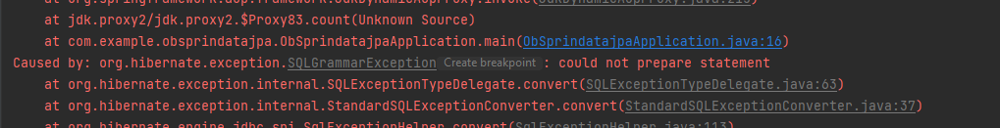 at org.springframework.aop.framework.JdkDynamicAopProxy.invoke(JdkDynamicAopProxy.java:213)
at jdk.proxy2/jdk.proxy2.$Proxy83.count(Unknown Source)
at com.example.obsprindatajpa.ObSprindatajpaApplication.main(ObSprindatajpaApplication.java:16)
Caused by: org.hibernate.exception.SQLGrammarException Create breakpoint : could not prepare statement
at org.hibernate.exception.internal.SQLExceptionTypeDelegate.convert(SQLExceptionTypeDelegate.java:63)
at org.hibernate.exception.internal.StandardSQLExceptionConverter.convert(StandardSQLExceptionConverter.java:37)
at org.hibernate.engine.jdbc.spi.SqlExceptionHelper.convert(SqlExceptionHelper.java:113)